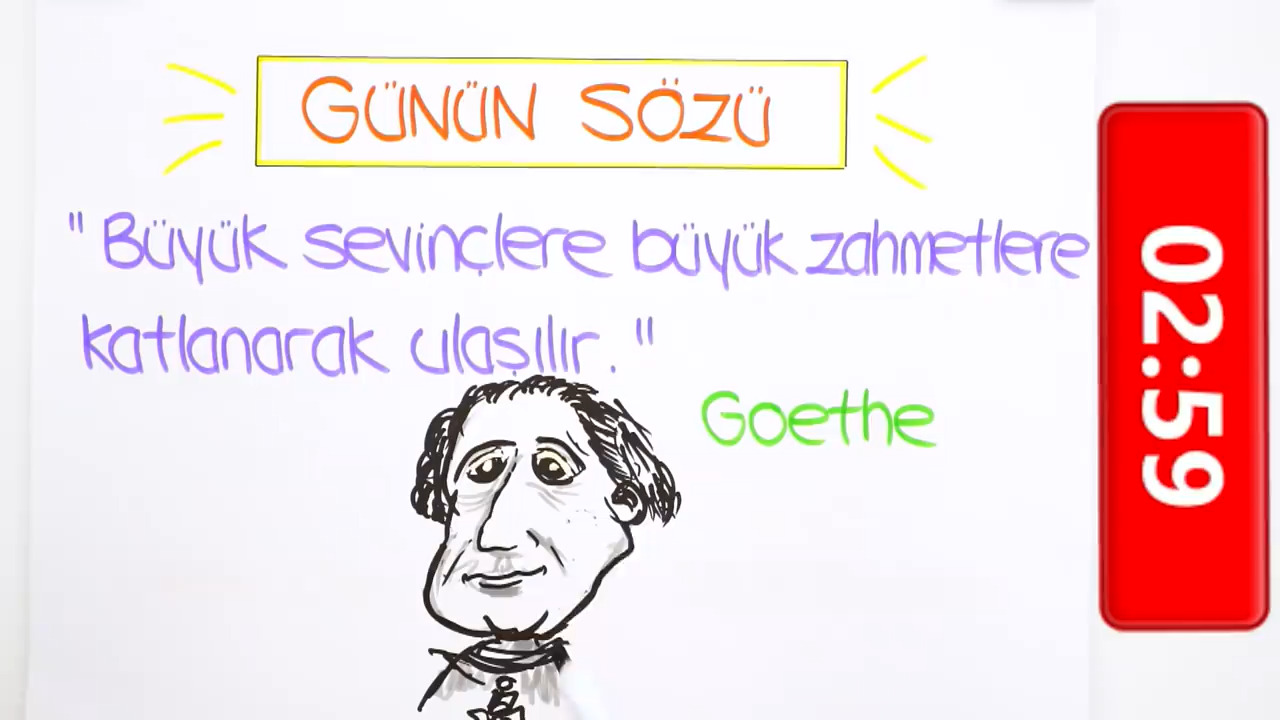 GÜNÜN SÖZÜ
"Büyük sevinçlere büyük zahmetlere
katlanarak ulaşılır."
Goethe
02:59